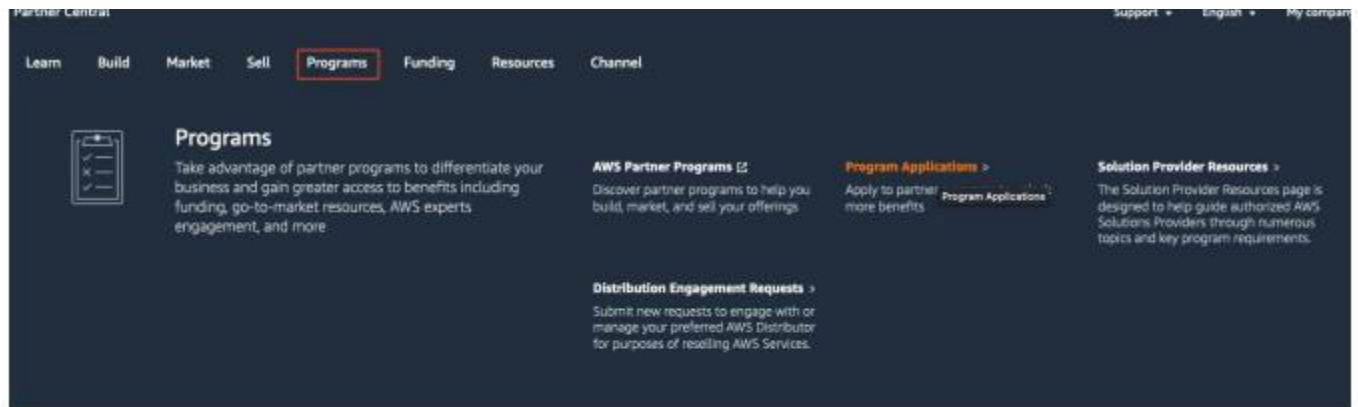 Partner Central
Support
English
My compan
Learn
Build
Market
Sell
Programs
Funding
Resources
Channel
Programs
Take advantage of partner programs to differentiate your
business and gain greater access to benefits including
funding, go-to-market resources, AWS experts
engagement, and more
AWS Partner Programs
Discover partner programs to help you
build, market, and sell your offerings
Program Applications >
Apply to partner
more benefits
Program Applications
Solution Provider Resources >
The Solution Provider Resources page is
designed to help guide authorized AWS
Solutions Providers through numerous
topics and key program requirements.
Distribution Engagement Requests >
Submit new requests to engage with or
manage your preferred AWS Distributor
for purposes of reselling AWS Services.